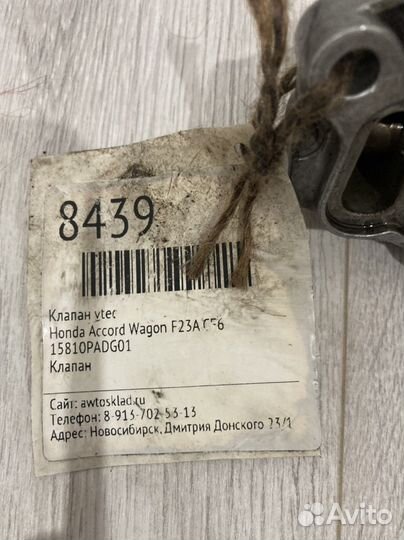 8439
Клапан vtec
Honda Accord Wagon F23A CF6
15810PADG01
Клапан
Сайт: awtosklad.ru
Телефон: 8-913-702-53-13
Адрес: Новосибирск, Дмитрия Донского 23/1
Avito